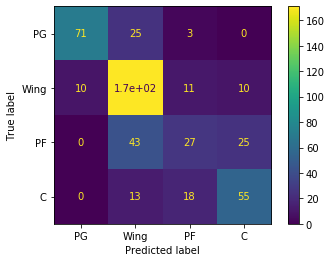 PG 71 25 3 0
Wing 10 1.7e+02 11 10
PF 0 43 27 25
C 0 13 18 55
PG Wing PF C
Predicted label
True label
160
140
120
100
80
60
40
20
0